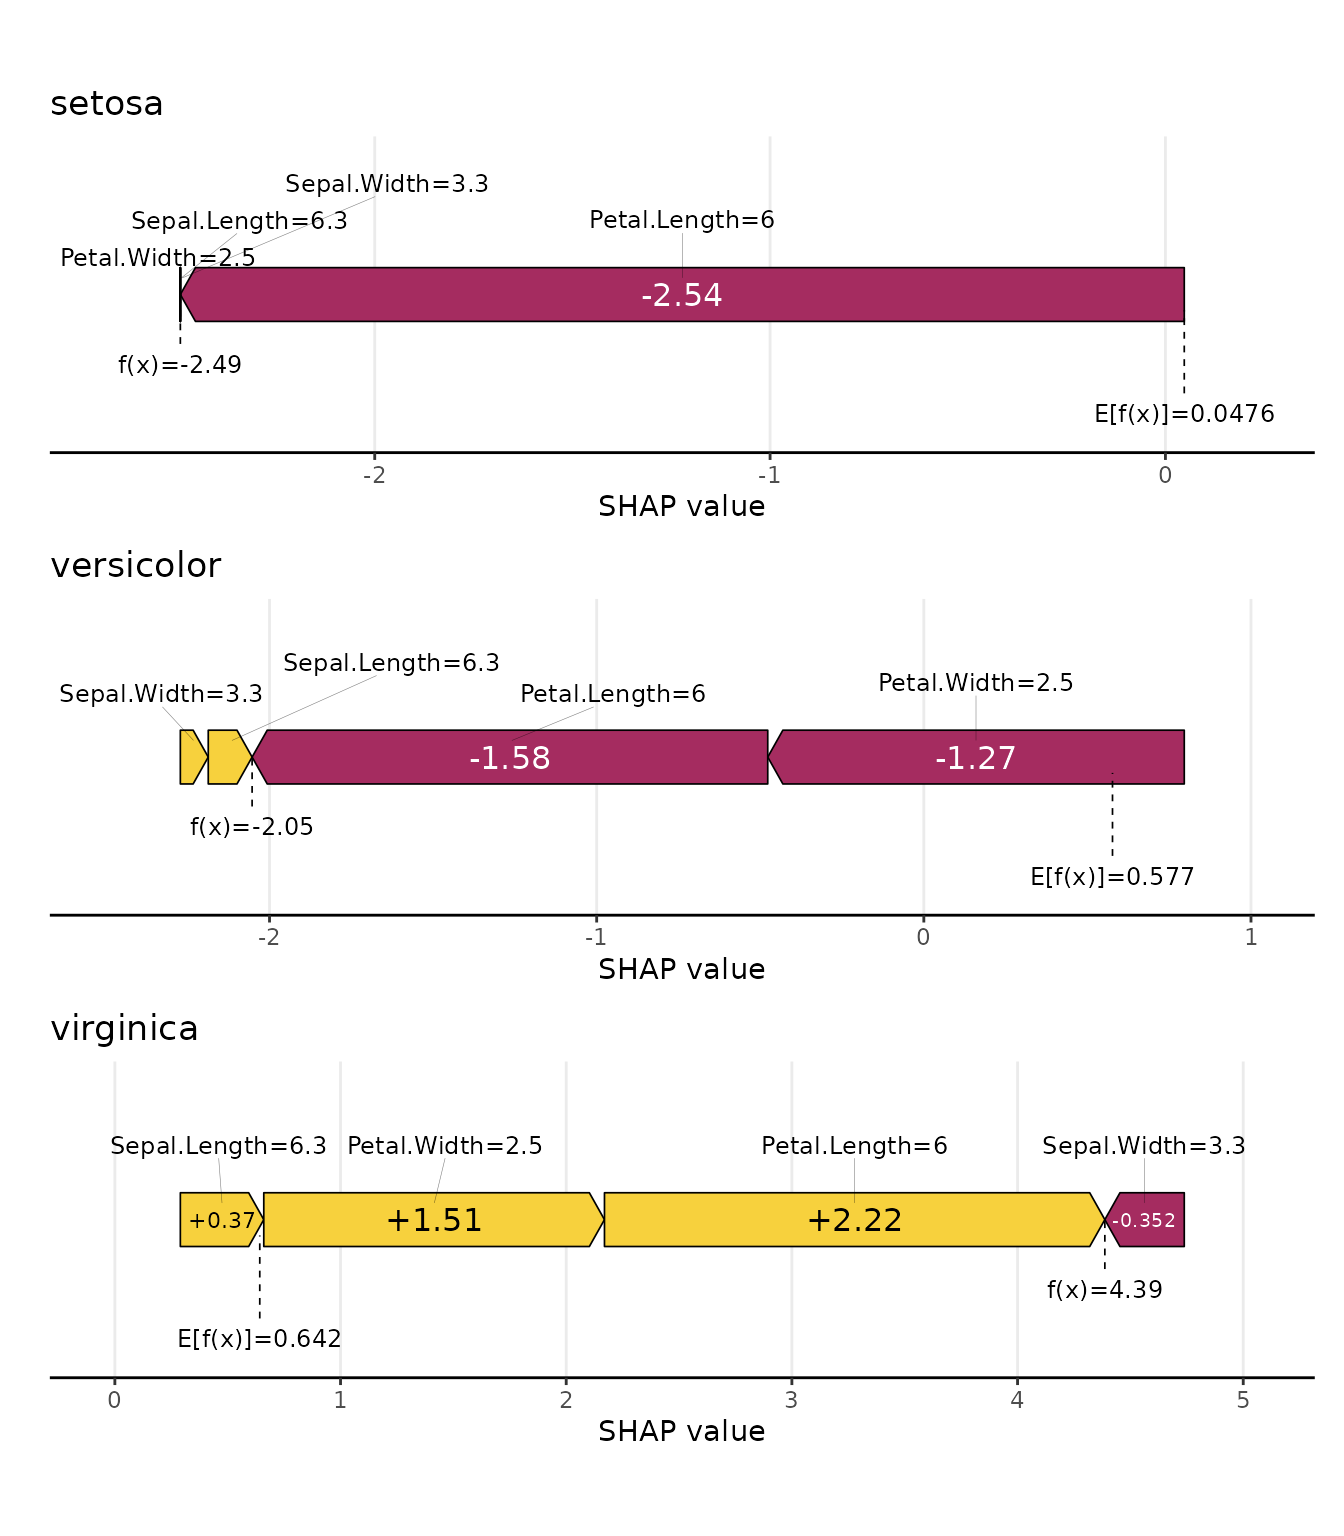 setosa
Sepal.Width=3.3
Sepal.Length=6.3
Petal.Length=6
Petal.Width=2.5
-2.54
f(x)=-2.49
E[f(x)]=0.0476
-2 -1 0
SHAP value
versicolor
Sepal.Length=6.3
Petal.Width=2.5
Sepal.Width=3.3
Petal.Length=6
-1.58
-1.27
f(x)=-2.05
E[f(x)]=0.577
-2 -1 0 1
SHAP value
virginica
Sepal.Length=6.3 Petal.Width=2.5 Petal.Length=6 Sepal.Width=3.3
+0.37 +1.51 +2.22 -0.352
f(x)=4.39
E[f(x)]=0.642
0 1 2 3 4 5
SHAP value